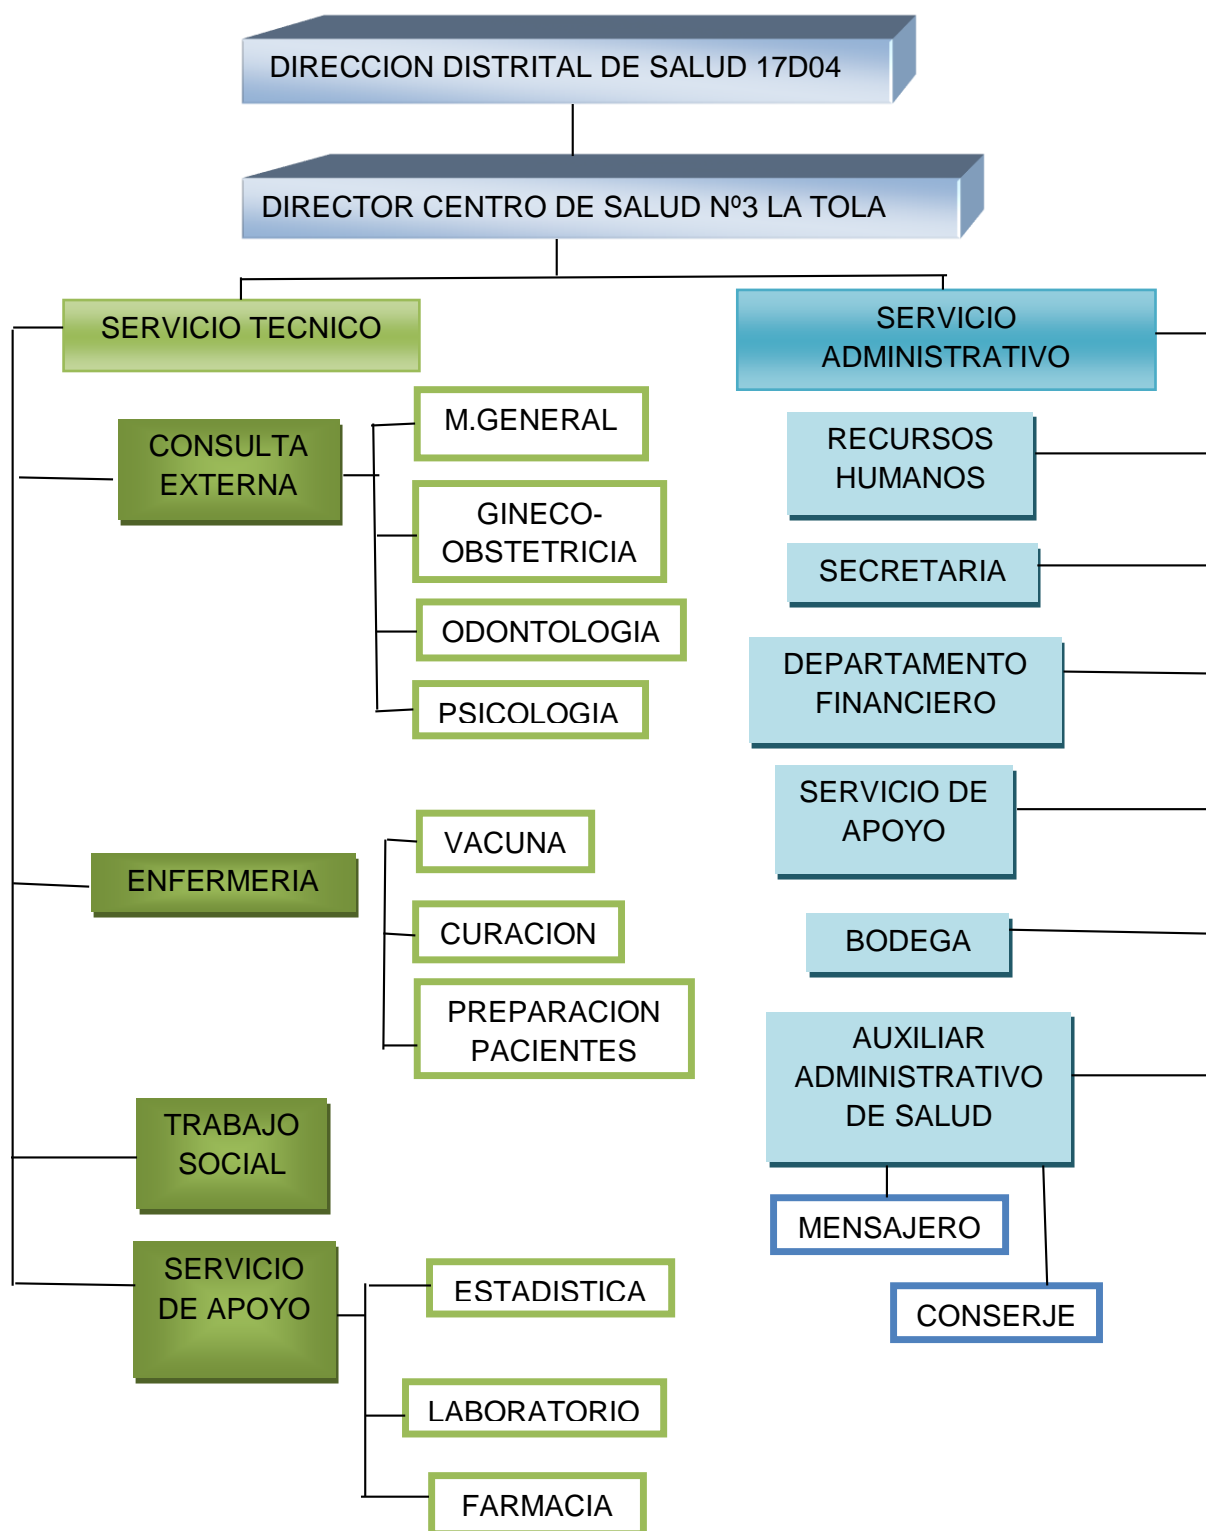 DIRECCION DISTRITAL DE SALUD 17D04
DIRECTOR CENTRO DE SALUD Nº3 LA TOLA
SERVICIO TECNICO
CONSULTA
EXTERNA
M.GENERAL
GINECO-
OBSTETRICIA
ODONTOLOGIA
PSICOLOGIA
ENFERMERIA
VACUNA
CURACION
PREPARACION
PACIENTES
TRABAJO
SOCIAL
SERVICIO
DE APOYO
ESTADISTICA
LABORATORIO
FARMACIA
SERVICIO
ADMINISTRATIVO
RECURSOS
HUMANOS
SECRETARIA
DEPARTAMENTO
FINANCIERO
SERVICIO DE
APOYO
BODEGA
AUXILIAR
ADMINISTRATIVO
DE SALUD
MENSAJERO
CONSERJE